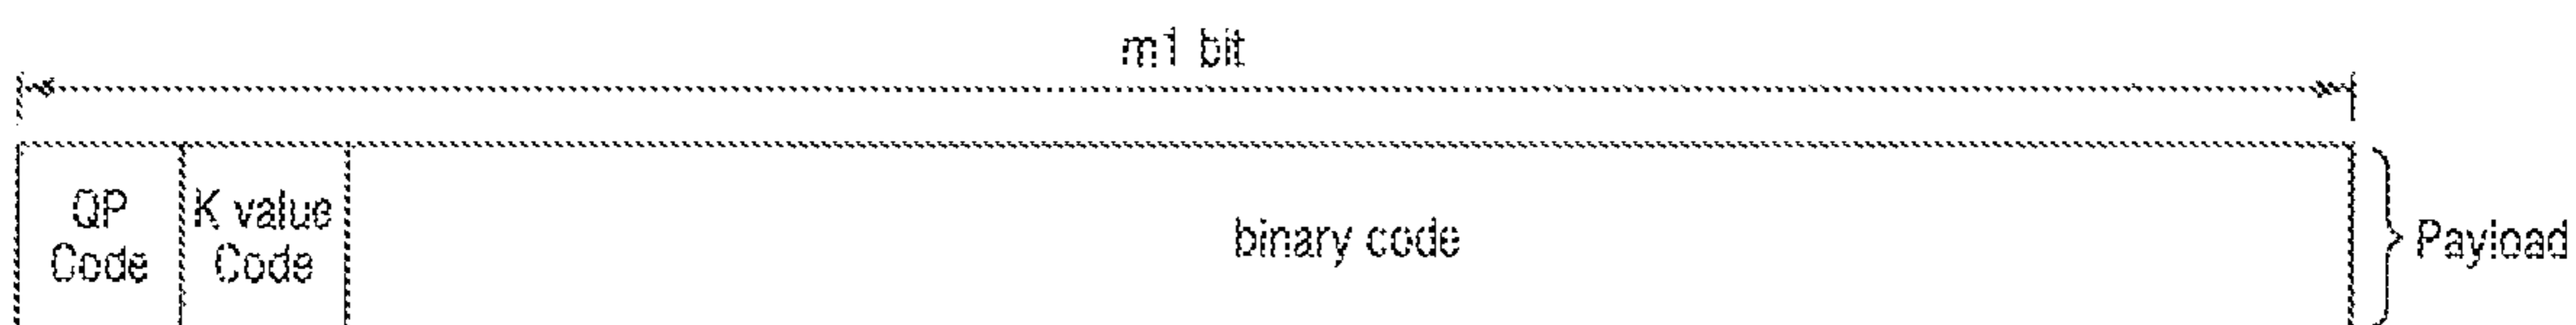 m1 bit
QP
Code
K value
Code
binary code
Payload